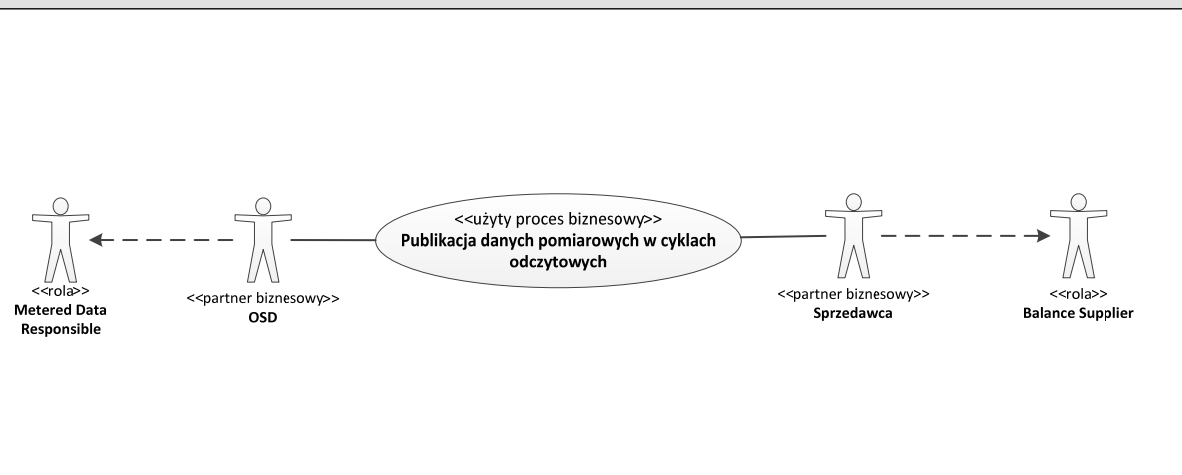 <<użyty proces biznesowy>>
Publikacja danych pomiarowych w cyklach
odczytowych
<<rola>>
Metered Data
Responsible
<<partner biznesowy>>
OSD
<<partner biznesowy>>
Sprzedawca
<<rola>>
Balance Supplier